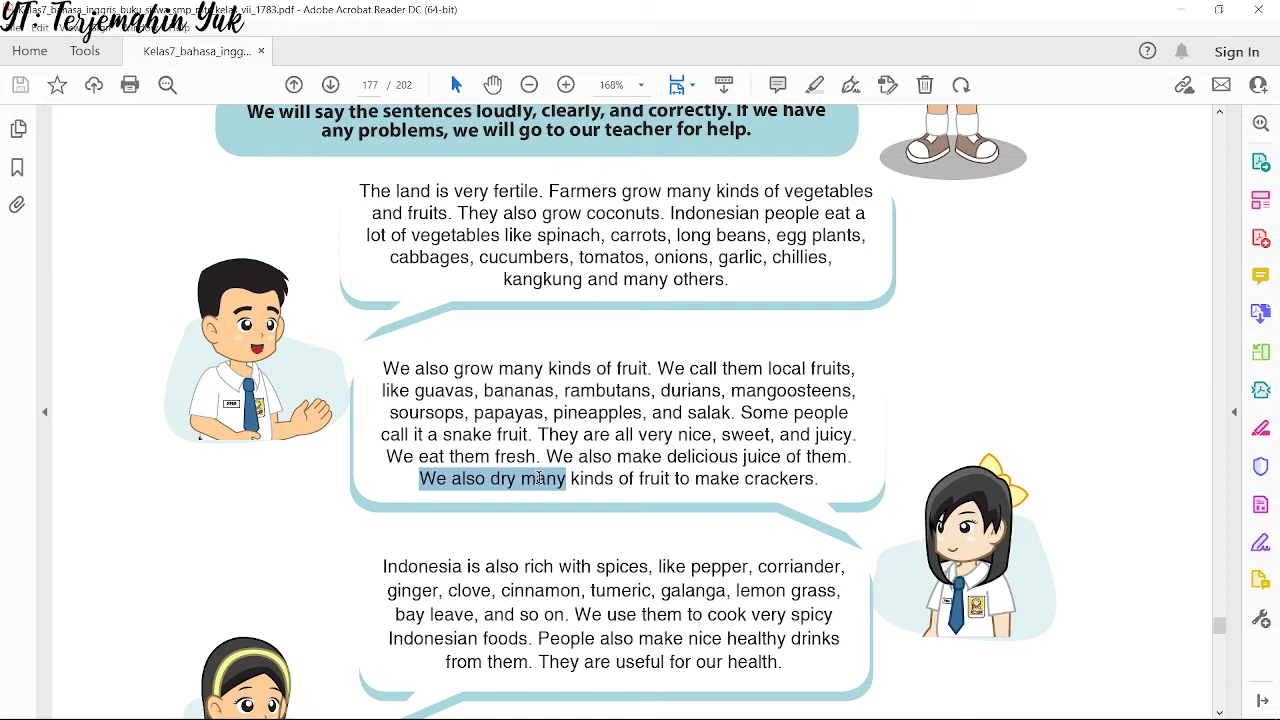 YT: Terjemahin Yuk
Kelas7_bahasa_inggris_buku_siswa_smp_mts_kelas_vii_1783.pdf - Adobe Acrobat Reader DC (64-bit)
Home
Tools
Kelas7_bahasa_ingg...
Sign In
177 / 202
168%
We will say the sentences loudly, clearly, and correctly. If we have
any problems, we will go to our teacher for help.
The land is very fertile. Farmers grow many kinds of vegetables
and fruits. They also grow coconuts. Indonesian people eat a
lot of vegetables like spinach, carrots, long beans, egg plants,
cabbages, cucumbers, tomatos, onions, garlic, chillies,
kangkung and many others.
We also grow many kinds of fruit. We call them local fruits,
like guavas, bananas, rambutans, durians, mangoosteens,
soursops, papayas, pineapples, and salak. Some people
call it a snake fruit. They are all very nice, sweet, and juicy.
We eat them fresh. We also make delicious juice of them.
We also dry many kinds of fruit to make crackers.
Indonesia is also rich with spices, like pepper, corriander,
ginger, clove, cinnamon, tumeric, galanga, lemon grass,
bay leave, and so on. We use them to cook very spicy
Indonesian foods. People also make nice healthy drinks
from them. They are useful for our health.